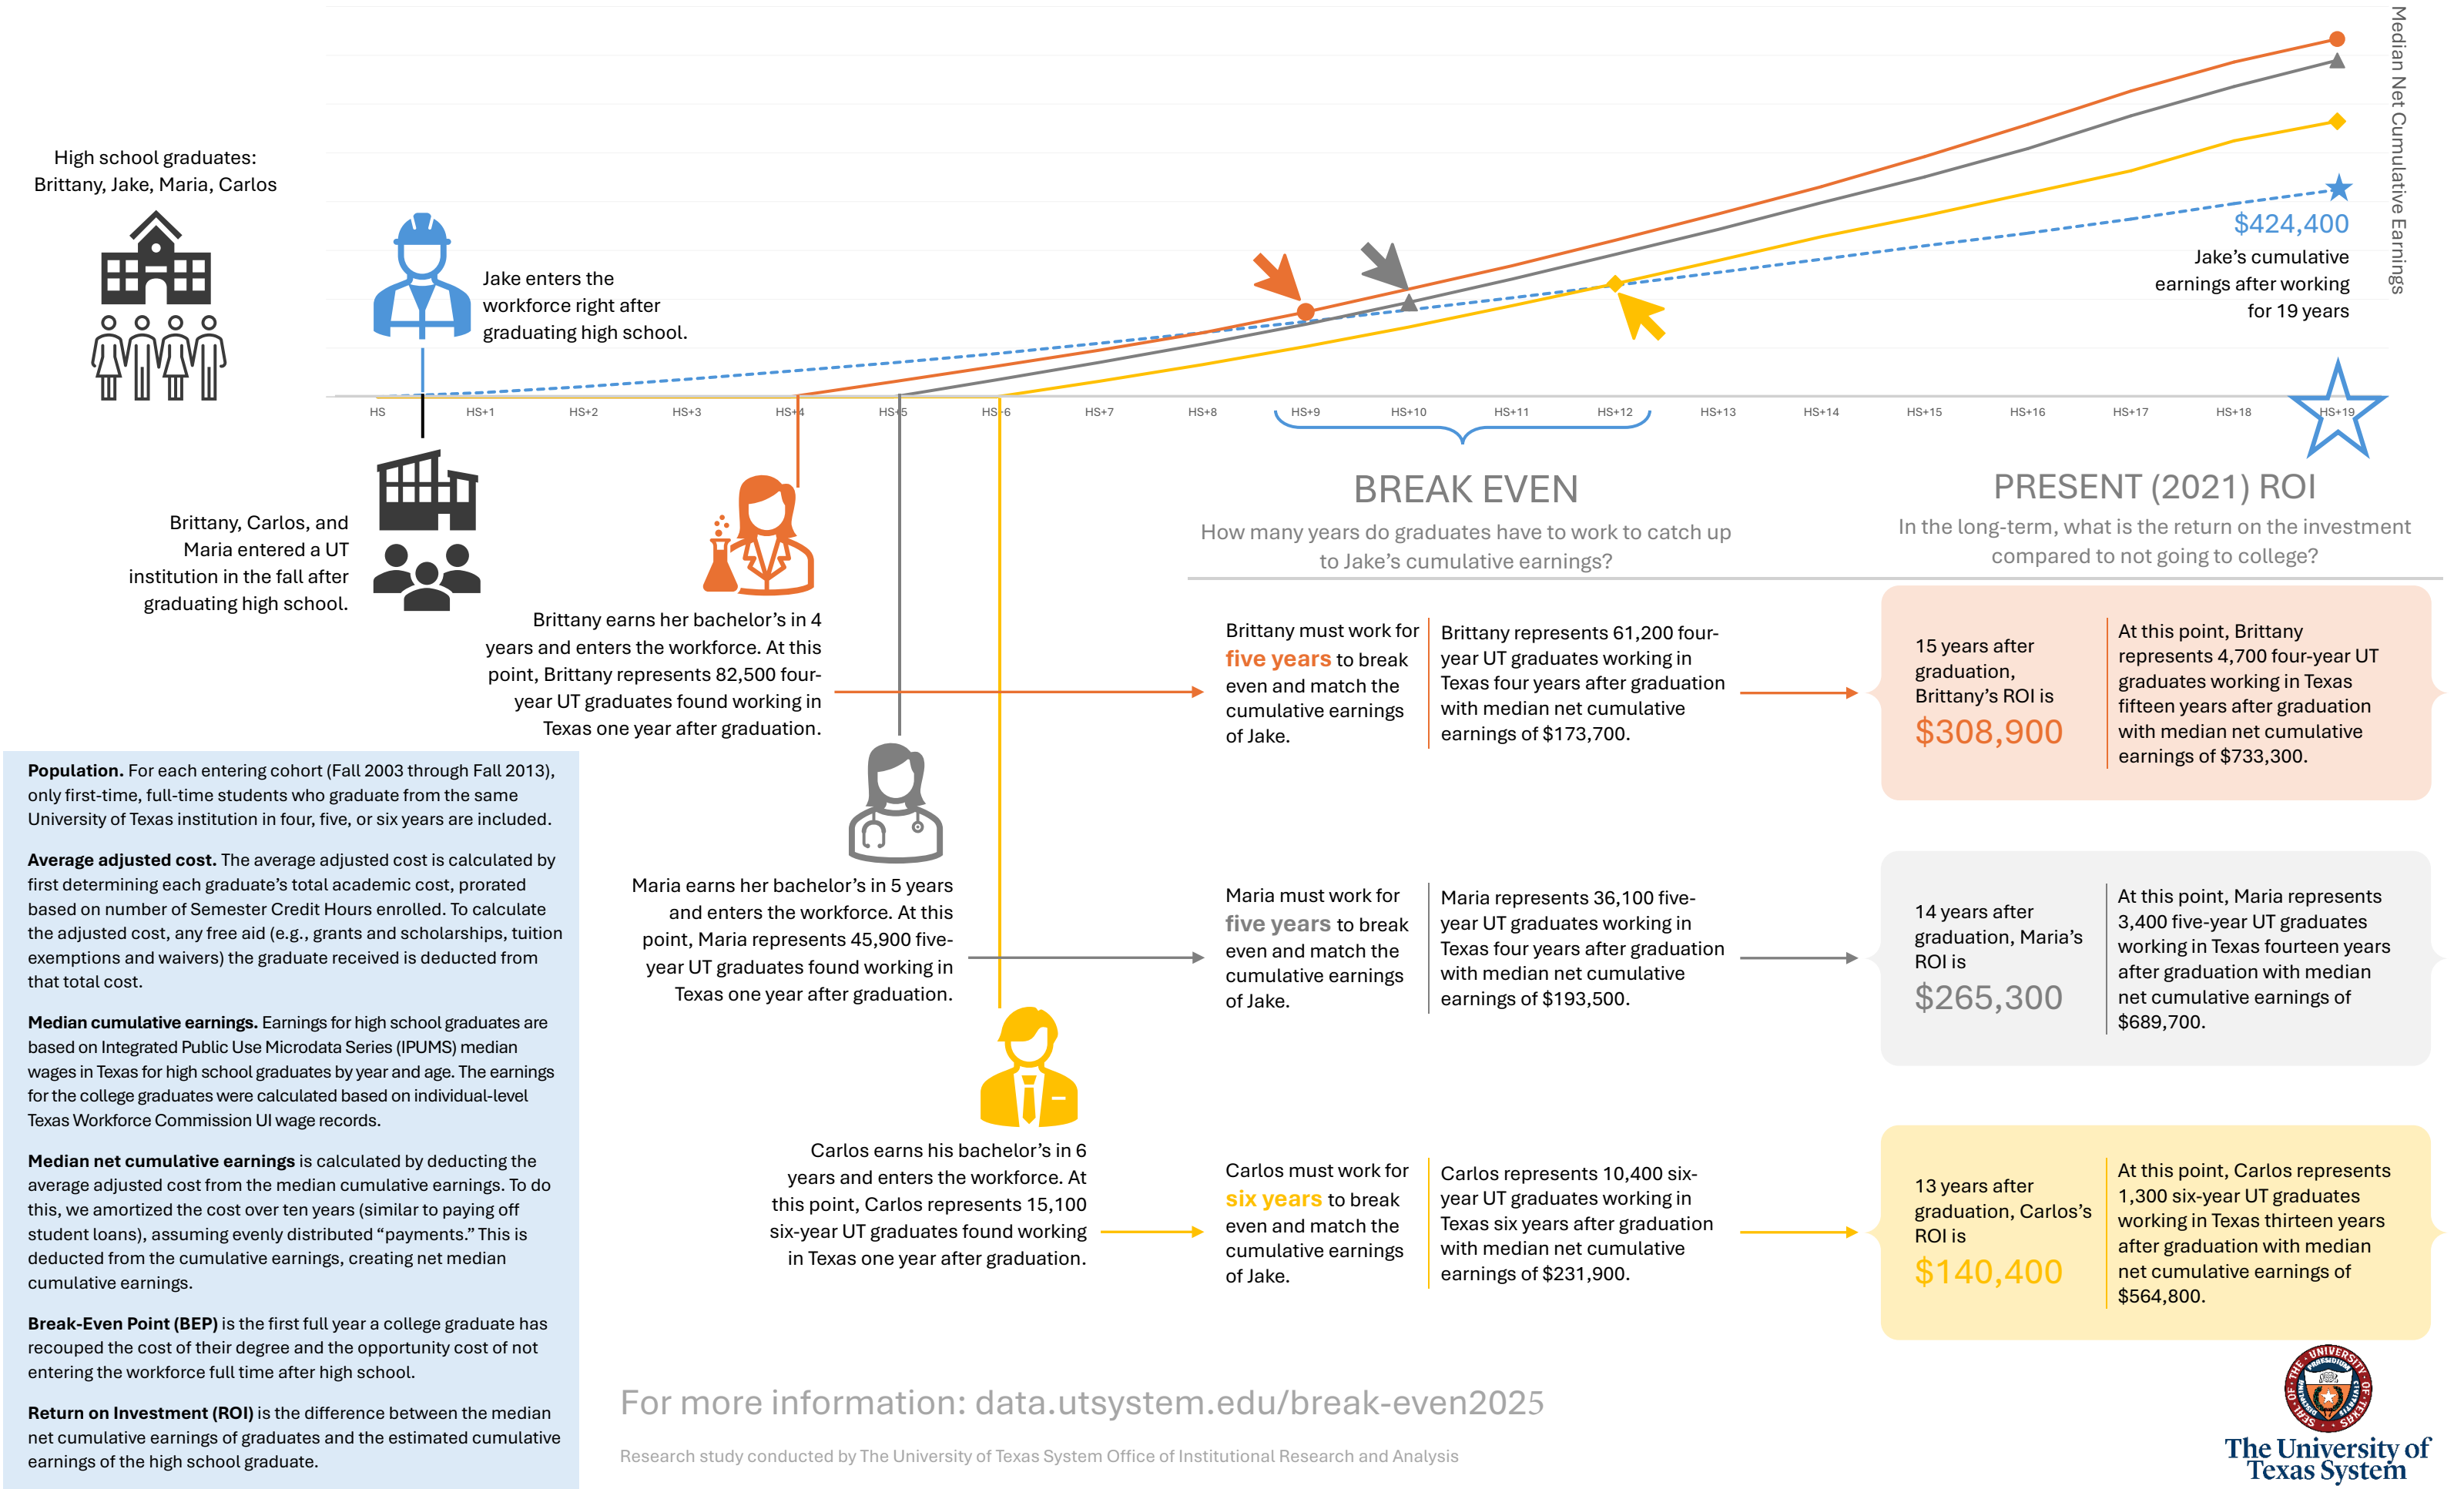 Median Net Cumulative Earnings
High school graduates:
Brittany, Jake, Maria, Carlos
Jake enters the
workforce right after
graduating high school.
$424,400
Jake’s cumulative
earnings after working
for 19 years
HS
HS+1
HS+2
HS+3
HS+4
HS+5
HS+6
HS+7
HS+8
HS+9
HS+10
HS+11
HS+12
HS+13
HS+14
HS+15
HS+16
HS+17
HS+18
HS+19
Brittany, Carlos, and
Maria entered a UT
institution in the fall after
graduating high school.
BREAK EVEN
How many years do graduates have to work to catch up
to Jake’s cumulative earnings?
PRESENT (2021) ROI
In the long-term, what is the return on the investment
compared to not going to college?
Brittany earns her bachelor’s in 4
years and enters the workforce. At this
point, Brittany represents 82,500 four-
year UT graduates found working in
Texas one year after graduation.
Brittany must work for
five years to break
even and match the
cumulative earnings
of Jake.
Brittany represents 61,200 four-
year UT graduates working in
Texas four years after graduation
with median net cumulative
earnings of $173,700.
15 years after
graduation,
Brittany’s ROI is
$308,900
At this point, Brittany
represents 4,700 four-year UT
graduates working in Texas
fifteen years after graduation
with median net cumulative
earnings of $733,300.
Maria earns her bachelor’s in 5 years
and enters the workforce. At this
point, Maria represents 45,900 five-
year UT graduates found working in
Texas one year after graduation.
Maria must work for
five years to break
even and match the
cumulative earnings
of Jake.
Maria represents 36,100 five-
year UT graduates working in
Texas four years after graduation
with median net cumulative
earnings of $193,500.
14 years after
graduation, Maria’s
ROI is
$265,300
At this point, Maria represents
3,400 five-year UT graduates
working in Texas fourteen years
after graduation with median
net cumulative earnings of
$689,700.
Carlos earns his bachelor’s in 6
years and enters the workforce. At
this point, Carlos represents 15,100
six-year UT graduates found working
in Texas one year after graduation.
Carlos must work for
six years to break
even and match the
cumulative earnings
of Jake.
Carlos represents 10,400 six-
year UT graduates working in
Texas six years after graduation
with median net cumulative
earnings of $231,900.
13 years after
graduation, Carlos’s
ROI is
$140,400
At this point, Carlos represents
1,300 six-year UT graduates
working in Texas thirteen years
after graduation with median
net cumulative earnings of
$564,800.
Population. For each entering cohort (Fall 2003 through Fall 2013),
only first-time, full-time students who graduate from the same
University of Texas institution in four, five, or six years are included.
Average adjusted cost. The average adjusted cost is calculated by
first determining each graduate’s total academic cost, prorated
based on number of Semester Credit Hours enrolled. To calculate
the adjusted cost, any free aid (e.g., grants and scholarships, tuition
exemptions and waivers) the graduate received is deducted from
that total cost.
Median cumulative earnings. Earnings for high school graduates are
based on Integrated Public Use Microdata Series (IPUMS) median
wages in Texas for high school graduates by year and age. The earnings
for the college graduates were calculated based on individual-level
Texas Workforce Commission UI wage records.
Median net cumulative earnings is calculated by deducting the
average adjusted cost from the median cumulative earnings. To do
this, we amortized the cost over ten years (similar to paying off
student loans), assuming evenly distributed “payments.” This is
deducted from the cumulative earnings, creating net median
cumulative earnings.
Break-Even Point (BEP) is the first full year a college graduate has
recouped the cost of their degree and the opportunity cost of not
entering the workforce full time after high school.
Return on Investment (ROI) is the difference between the median
net cumulative earnings of graduates and the estimated cumulative
earnings of the high school graduate.
For more information: data.utsystem.edu/break-even2025
Research study conducted by The University of Texas System Office of Institutional Research and Analysis
SEAL OF THE UNIVERSITY OF TEXAS
The University of
Texas System